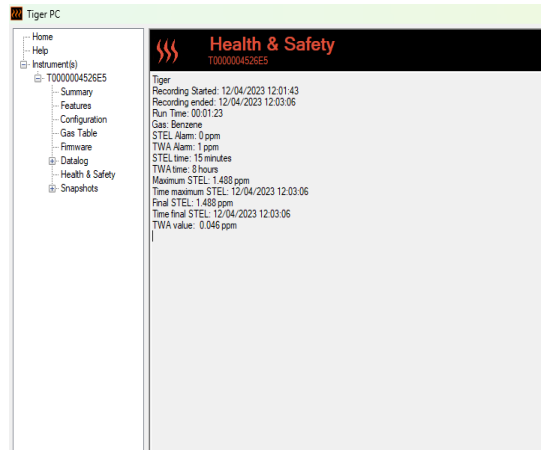 Tiger PC
Home
Help
Instrument(s)
T0000004526E5
Summary
Features
Configuration
Gas Table
Firmware
Datalog
Health & Safety
Snapshots
Health & Safety
T0000004526E5
Tiger
Recording Started: 12/04/2023 12:01:43
Recording ended: 12/04/2023 12:03:06
Run Time: 00:01:23
Gas: Benzene
STEL Alarm: 0 ppm
TWA Alarm: 1 ppm
STEL time: 15 minutes
TWA time: 8 hours
Maximum STEL: 1.488 ppm
Time maximum STEL: 12/04/2023 12:03:06
Final STEL: 1.488 ppm
Time final STEL: 12/04/2023 12:03:06
TWA value: 0.046 ppm